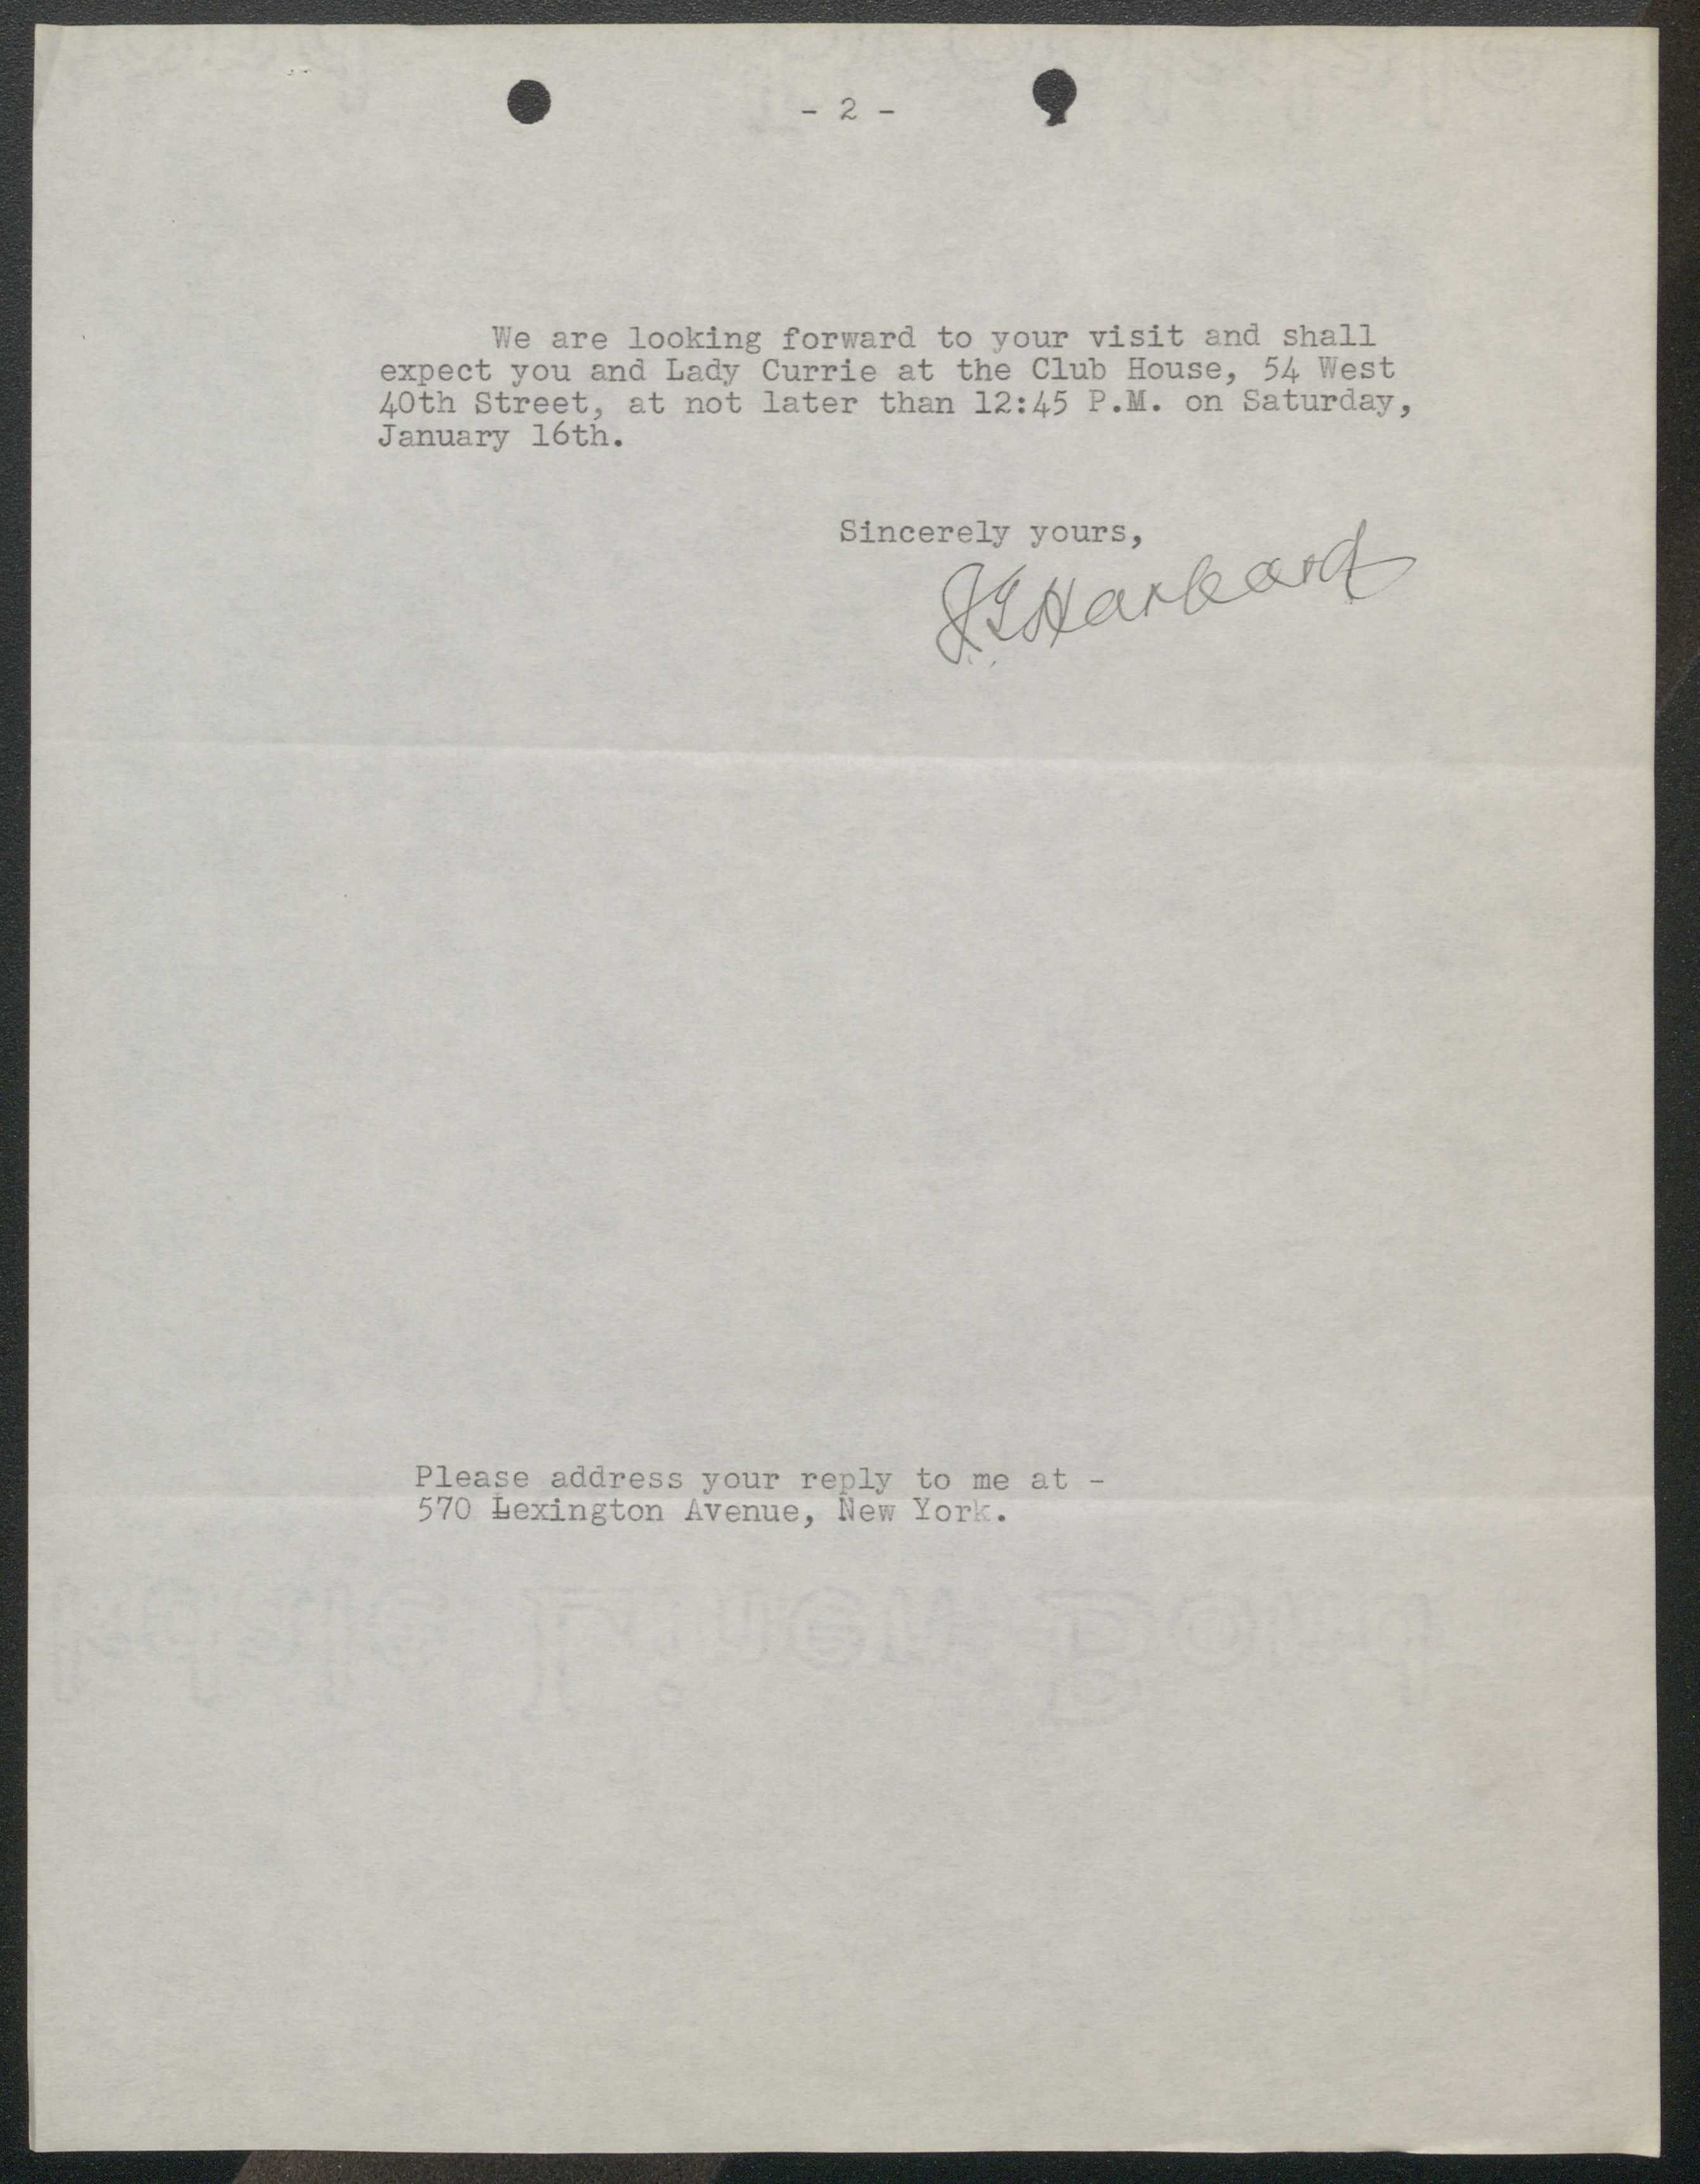 - 2 -
We are looking forward to your visit and shall
expect you and Lady Currie at the Club House, 54 West
40th Street, at not later than 12:45 P.M. on Saturday,
January 16th.
Sincerely yours,
J G Harbord
Please address your reply to me at -
570 Lexington Avenue, New York.